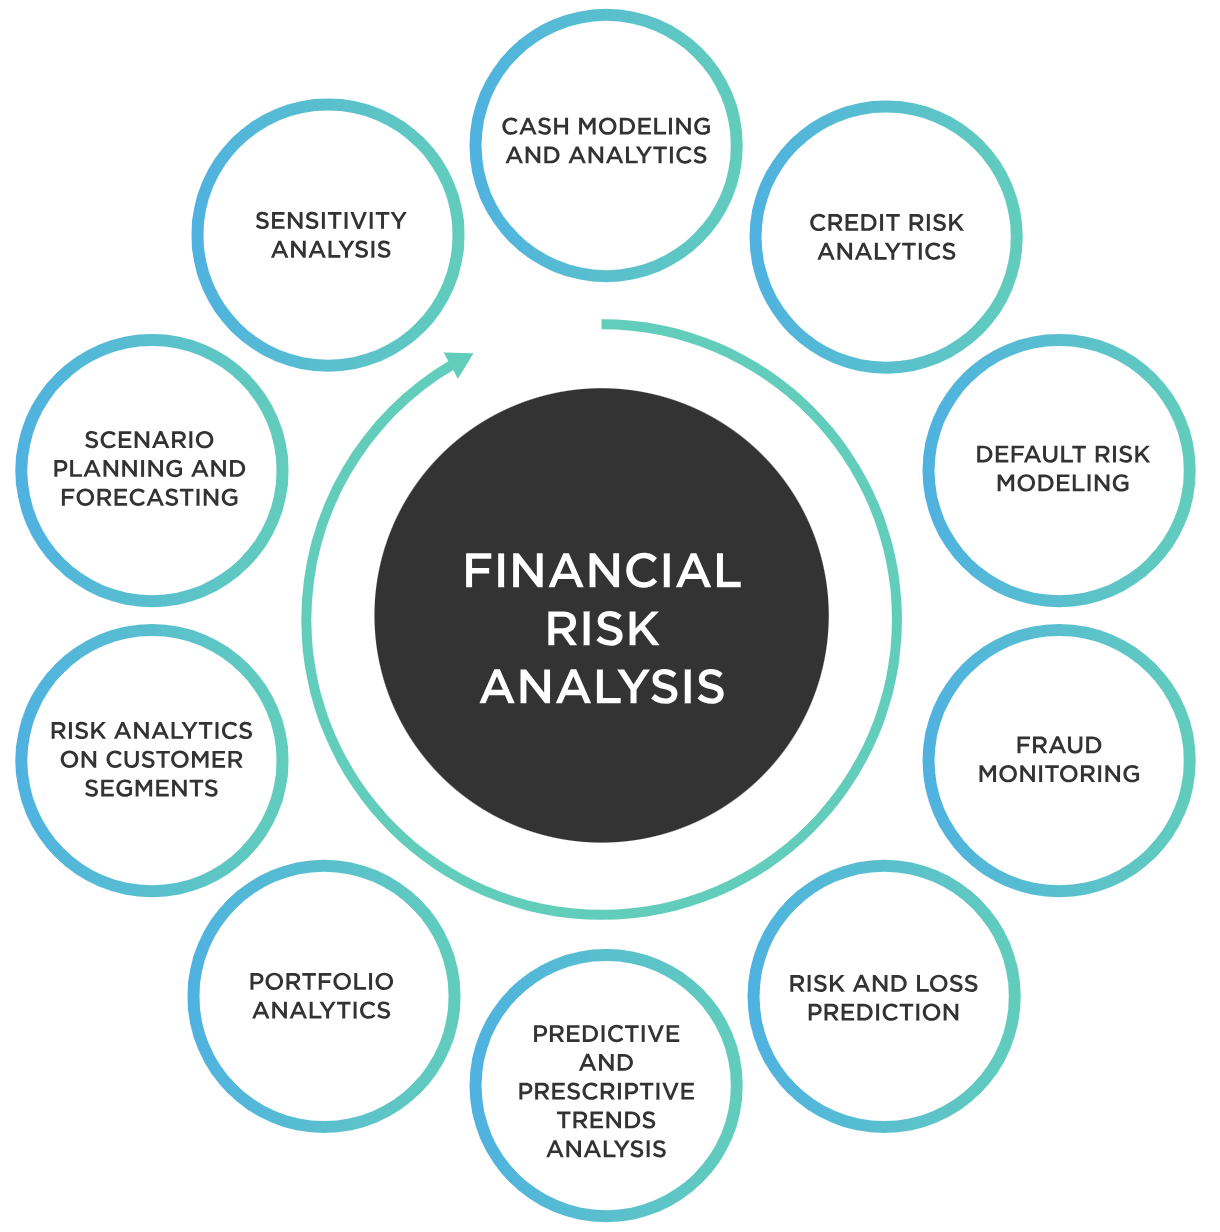 CASH MODELING
AND ANALYTICS
CREDIT RISK
ANALYTICS
DEFAULT RISK
MODELING
FRAUD
MONITORING
RISK AND LOSS
PREDICTION
PREDICTIVE
AND
PRESCRIPTIVE
TRENDS
ANALYSIS
PORTFOLIO
ANALYTICS
RISK ANALYTICS
ON CUSTOMER
SEGMENTS
SCENARIO
PLANNING AND
FORECASTING
SENSITIVITY
ANALYSIS
FINANCIAL
RISK
ANALYSIS